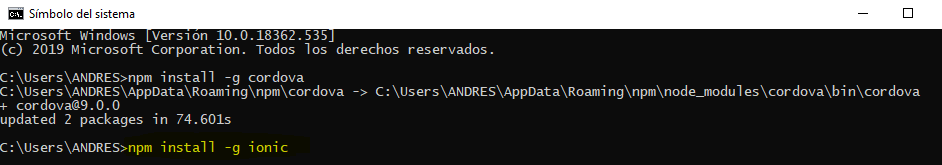 Símbolo del sistema
Microsoft Windows [Versión 10.0.18362.535]
(c) 2019 Microsoft Corporation. Todos los derechos reservados.
C:\Users\ANDRES>npm install -g cordova
C:\Users\ANDRES\AppData\Roaming\npm\cordova -> C:\Users\ANDRES\AppData\Roaming\npm\node_modules\cordova\bin\cordova
+ cordova@9.0.0
updated 2 packages in 74.601s
C:\Users\ANDRES>npm install -g ionic